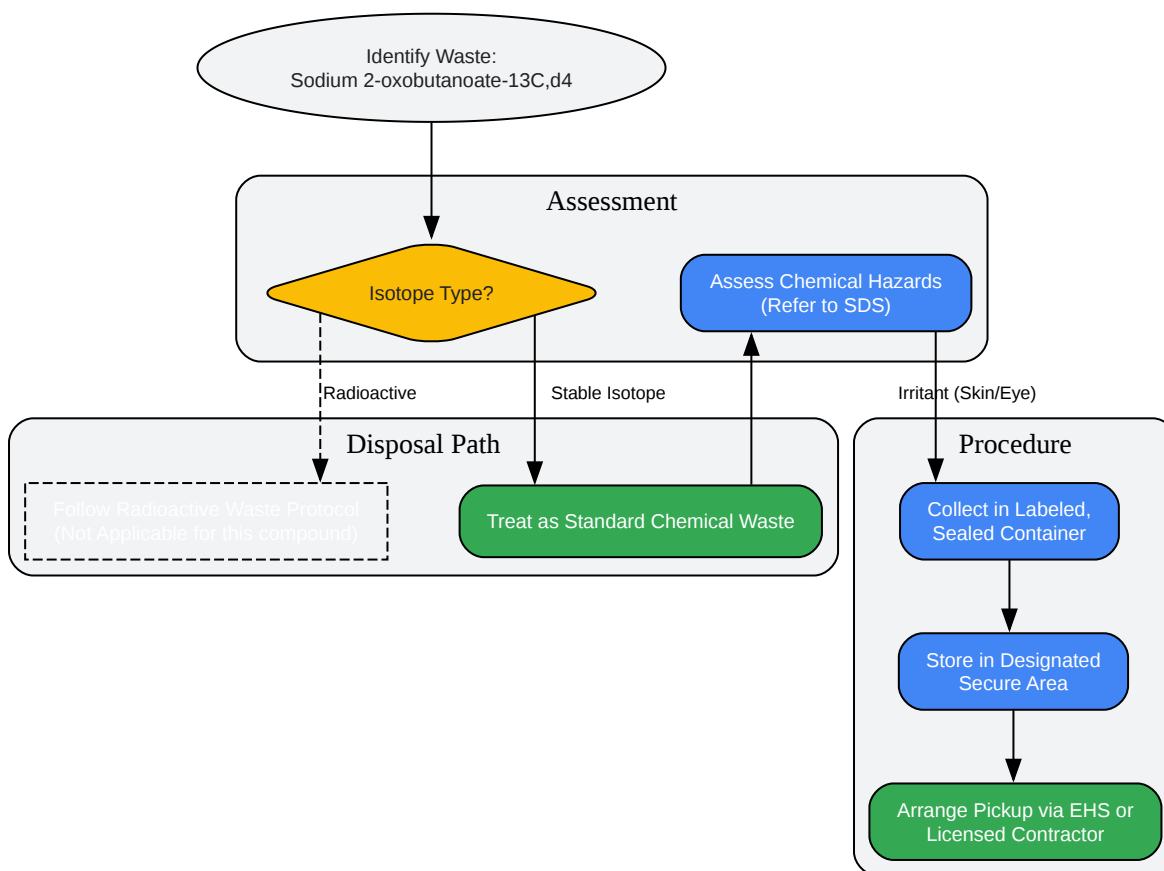 Identify Waste:
Sodium 2-oxobutanoate-13C,d4
Assessment
Isotope Type?
Assess Chemical Hazards
(Refer to SDS)
Radioactive
Stable Isotope
Irritant (Skin/Eye)
Disposal Path
Follow Radioactive Waste Protocol
(Not Applicable for this compound)
Treat as Standard Chemical Waste
Procedure
Collect in Labeled,
Sealed Container
Store in Designated
Secure Area
Arrange Pickup via EHS or
Licensed Contractor